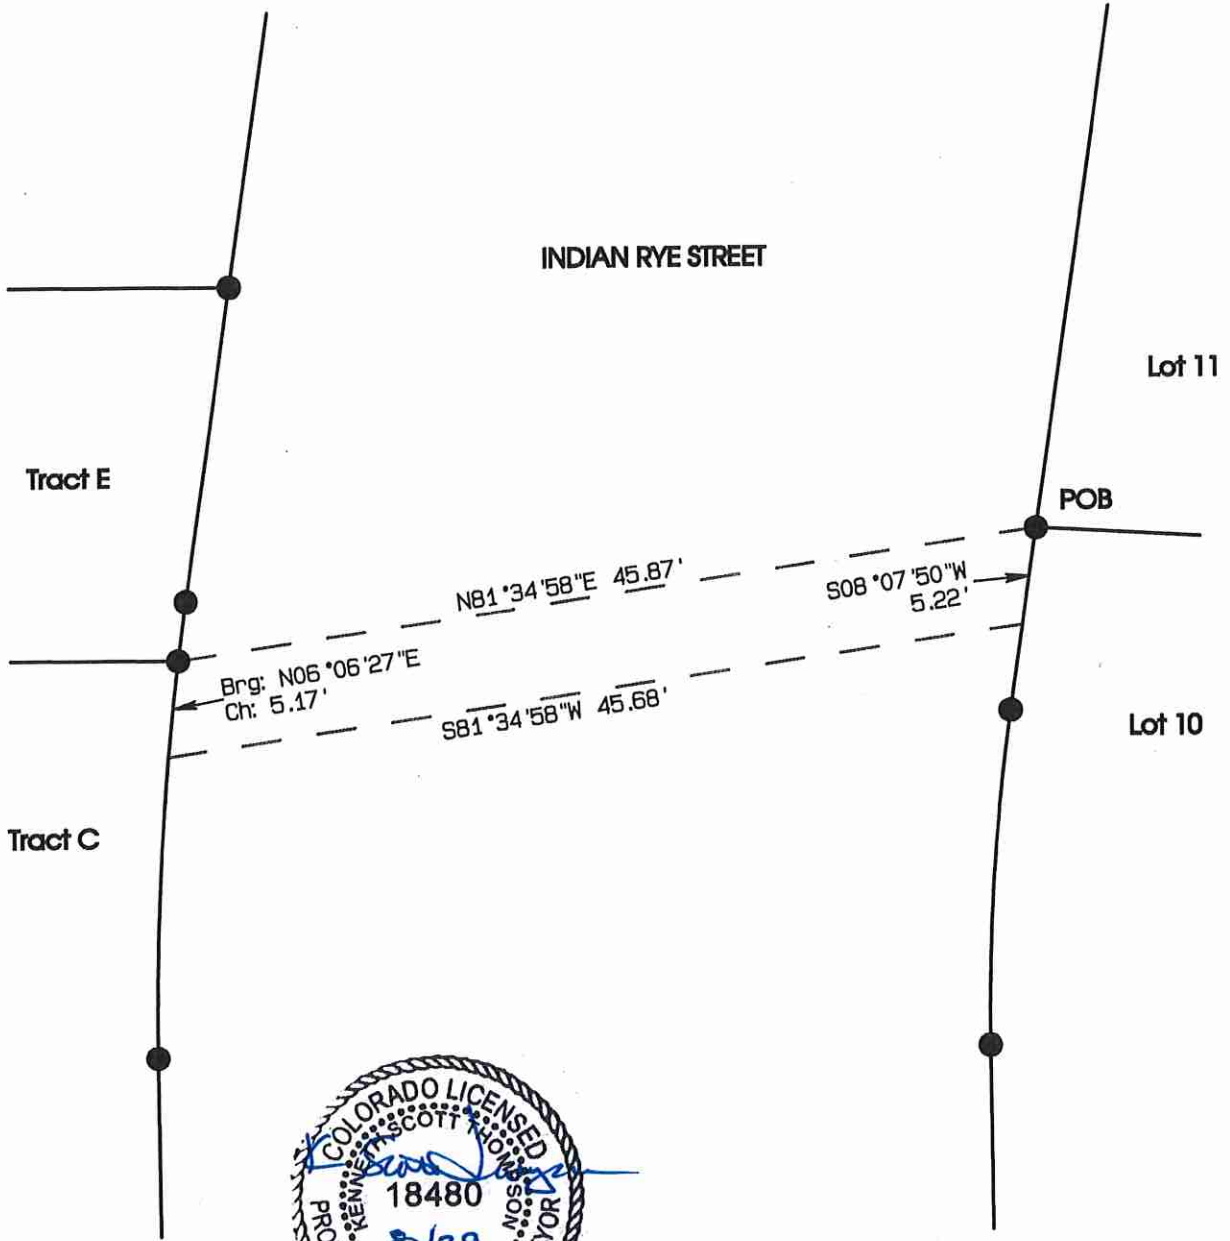 INDIAN RYE STREET
Lot 11
Tract E
POB
N81°34'58"E 45.87'
S08°07'50"W
5.22'
Brg: N06°06'27"E
Ch: 5.17'
S81°34'58"W 45.68'
Lot 10
Tract C
COLORADO LICENSED
KENNETH SCOTT THOMPSON
18480